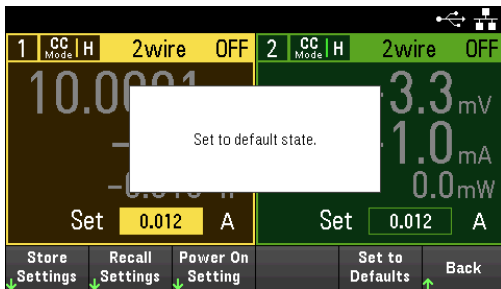 1 CC Mode H 2wire OFF 2 CC Mode H 2wire OFF
3.3 mV
1.0 mA
0.0 mW
Set to default state.
Set 0.012 A Set 0.012 A
Store Settings Recall Settings Power On Setting Set to Defaults Back